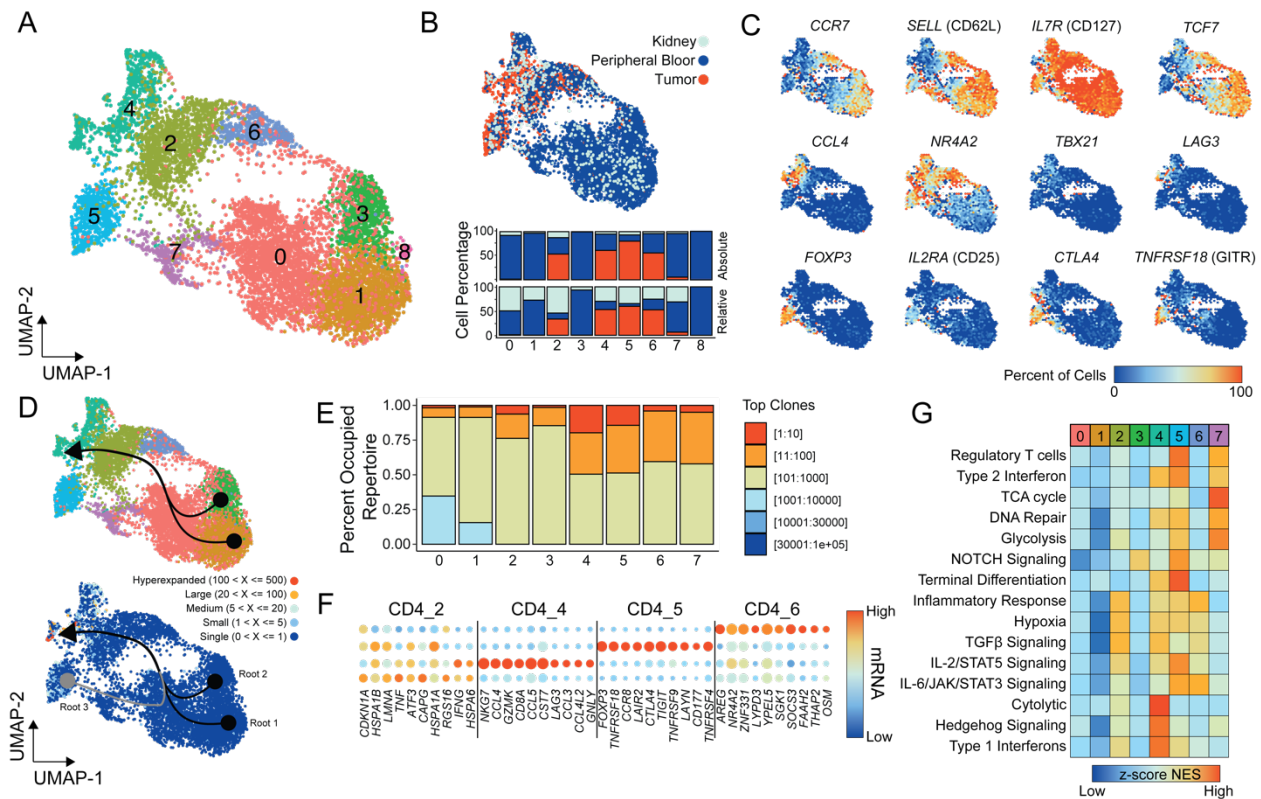 A
4
2
6
5
3
7
0
8
1
UMAP-2
UMAP-1
B
Kidney
Peripheral Bloor
Tumor
Cell Percentage
100
50
0
Absolute
100
50
0
Relative
0 1 2 3 4 5 6 7 8
C
CCR7 SELL (CD62L) IL7R (CD127) TCF7
CCL4 NR4A2 TBX21 LAG3
FOXP3 IL2RA (CD25) CTLA4 TNFRSF18 (GITR)
Percent of Cells
0 100
D
Hyperexpanded (100 < X <= 500)
Large (20 < X <= 100)
Medium (5 < X <= 20)
Small (1 < X <= 5)
Single (0 < X <= 1)
Root 2
Root 3
Root 1
UMAP-2
UMAP-1
E
Percent Occupied
Repertoire
1.00
0.75
0.50
0.25
0.00
0 1 2 3 4 5 6 7
Top Clones
[1:10]
[11:100]
[101:1000]
[1001:10000]
[10001:30000]
[30001:1e+05]
F
CD4_2 CD4_4 CD4_5 CD4_6
CDKN1A
HSPA1B
LMNA
TNF
ATF3
CAPG
HSPA1A
RGS16
IFNG
HSPA6
NKG7
CCL4
GZMK
CD8A
CCL5
CST7
LAG3
CCL3
CCL4L2
GNLY
FOXP3
TNFRSF18
CCR8
LAIR2
CTLA4
TIGIT
TNFRSF9
LAYN
CD177
TNFRSF4
AREG
NR4A2
ZNF331
LYPD3
YPEL5
SGK1
SOCS3
FAAH2
THAP2
OSM
High
mRNA
Low
G
0 1 2 3 4 5 6 7
Regulatory T cells
Type 2 Interferon
TCA cycle
DNA Repair
Glycolysis
NOTCH Signaling
Terminal Differentiation
Inflammatory Response
Hypoxia
TGFβ Signaling
IL-2/STAT5 Signaling
IL-6/JAK/STAT3 Signaling
Cytolytic
Hedgehog Signaling
Type 1 Interferons
z-score NES
Low High